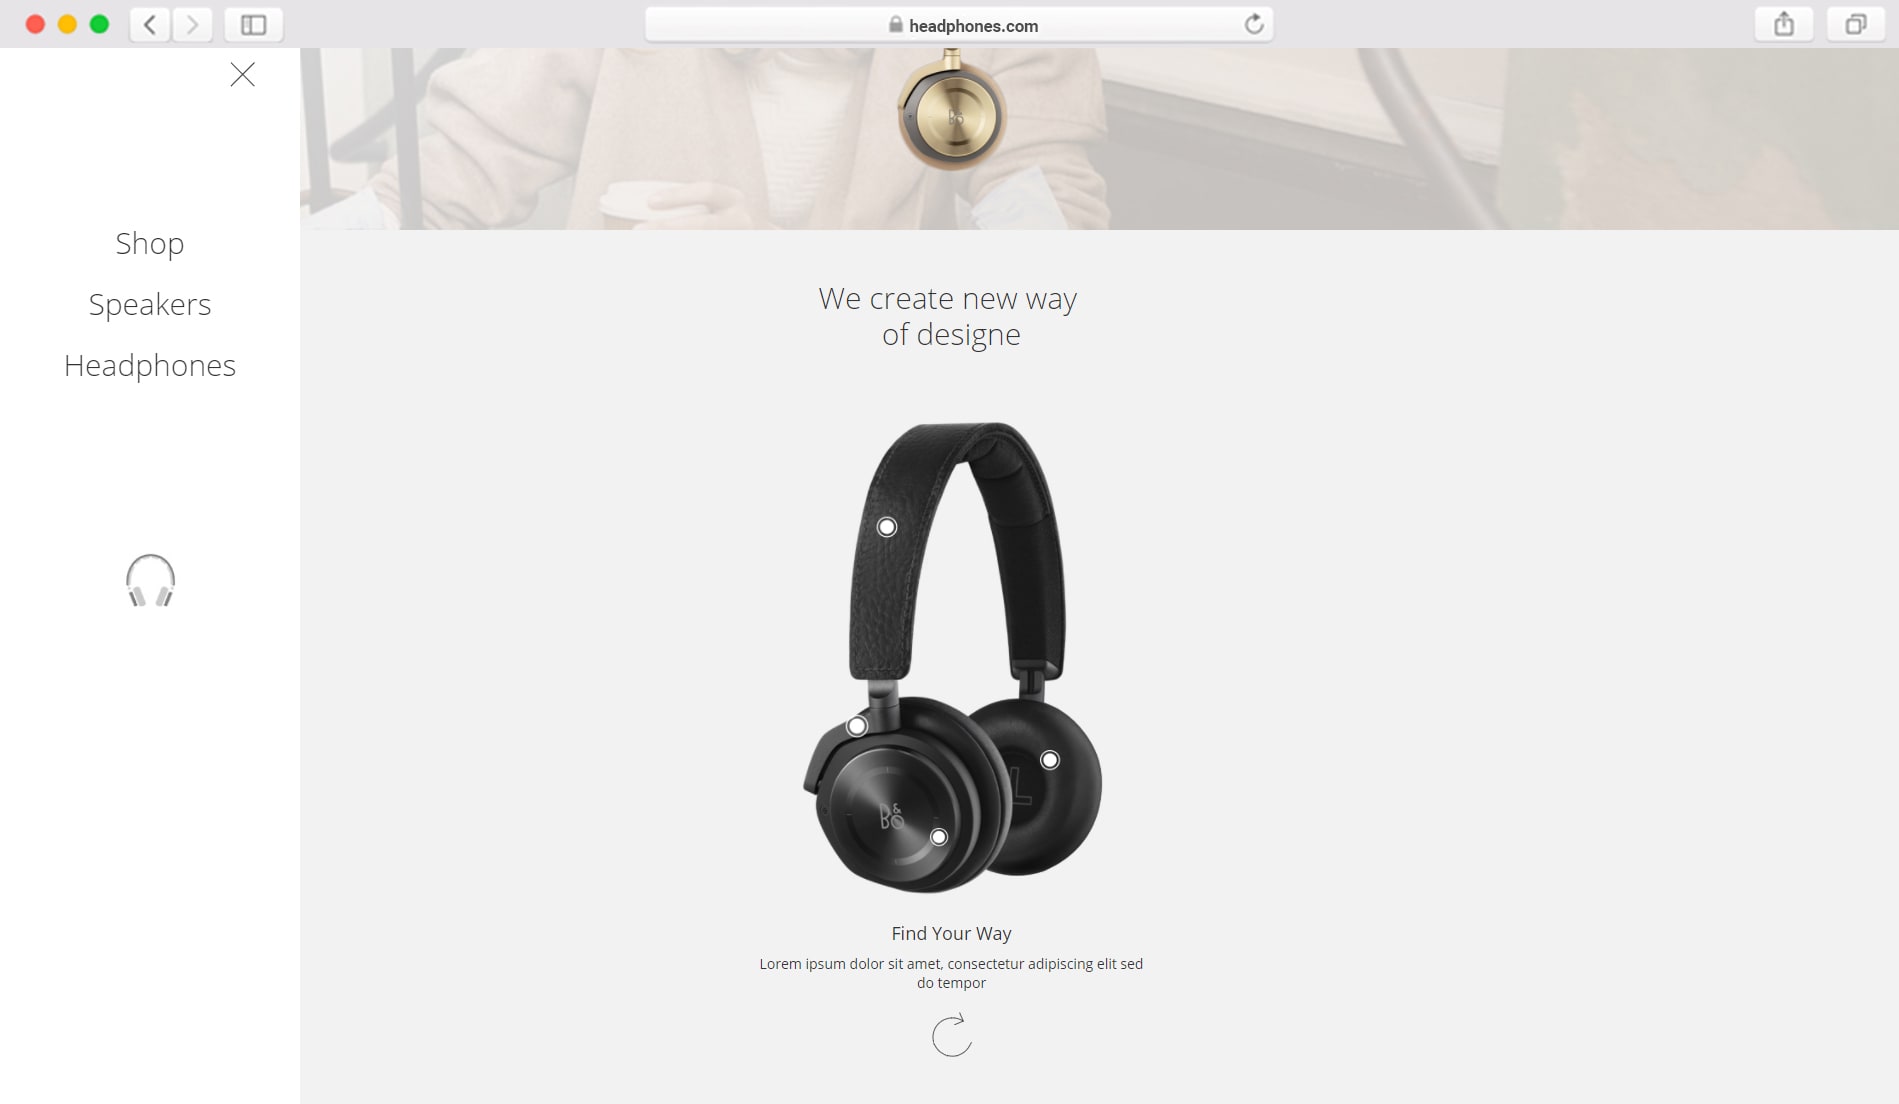 headphones.com
Shop
Speakers
Headphones
B&O
We create new way
of designe
L
B&O
Find Your Way
Lorem ipsum dolor sit amet, consectetur adipiscing elit sed
do tempor